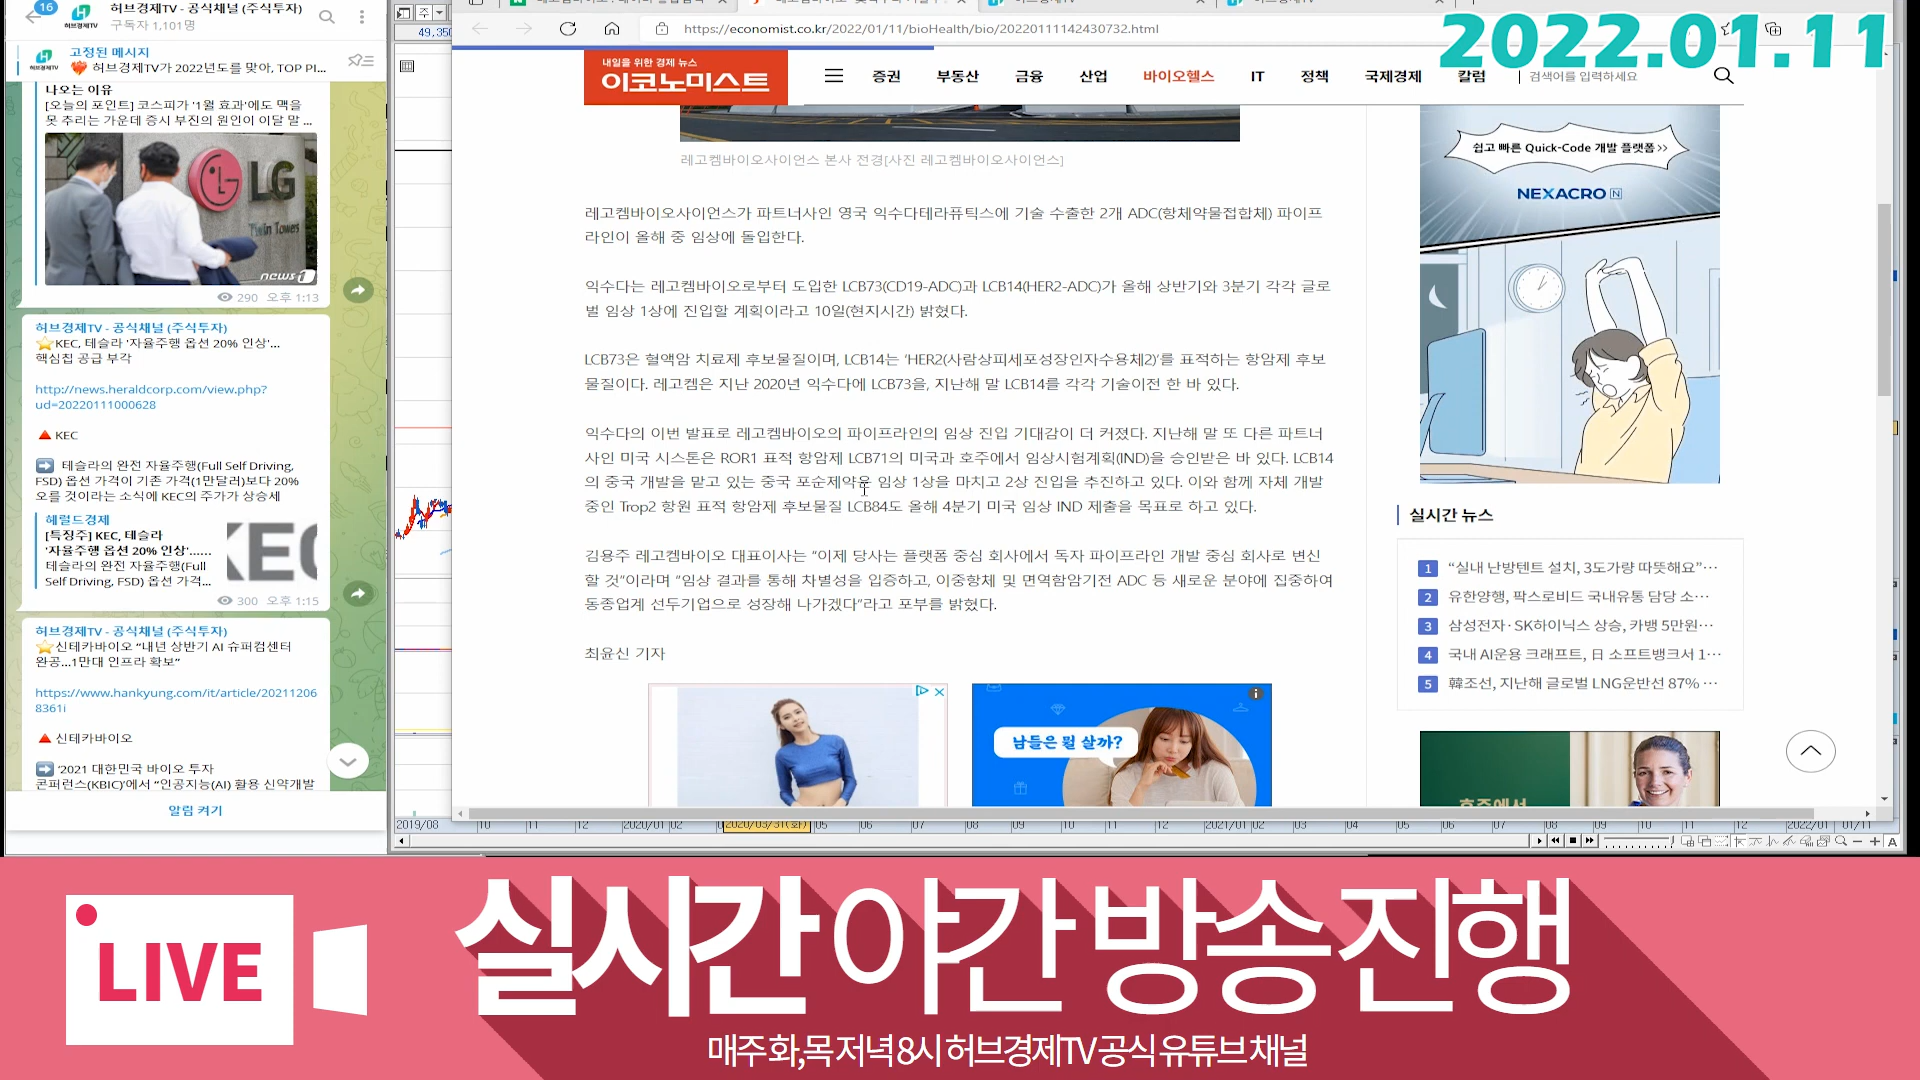 16
허브경제TV - 공식채널 (주식투자)
구독자 1,101명
고정된 메시지
허브경제TV가 2022년도를 맞아, TOP PI...
나오는 이유
[오늘의 포인트] 코스피가 '1월 효과'에도 맥을
못 추리는 가운데 증시 부진의 원인이 이달 말 ...
LG
Twin Towers
news1
290 오후 1:13
허브경제TV - 공식채널 (주식투자)
⭐KEC, 테슬라 '자율주행 옵션 20% 인상'...
핵심칩 공급 부각
http://news.heraldcorp.com/view.php?
ud=20220111000628
🔺 KEC
➡️ 테슬라의 완전 자율주행(Full Self Driving,
FSD) 옵션 가격이 기존 가격(1만달러)보다 20%
오를 것이라는 소식에 KEC의 주가가 상승세
헤럴드경제
[특징주] KEC, 테슬라
'자율주행 옵션 20% 인상'......
테슬라의 완전 자율주행(Full
Self Driving, FSD) 옵션 가격...
KEC
300 오후 1:15
허브경제TV - 공식채널 (주식투자)
⭐신테카바이오 “내년 상반기 AI 슈퍼컴센터
완공...1만대 인프라 확보”
https://www.hankyung.com/it/article/20211206
8361i
🔺 신테카바이오
➡️ ‘2021 대한민국 바이오 투자
콘퍼런스(KBIC)’에서 “인공지능(AI) 활용 신약개발
알림 켜기
주
49,350
https://economist.co.kr/2022/01/11/bioHealth/bio/20220111142430732.html
2022.01.11
내일을 위한 경제 뉴스
이코노미스트
증권 부동산 금융 산업 바이오헬스 IT 정책 국제경제 칼럼
검색어를 입력하세요
레고켐바이오사이언스 본사 전경[사진 레고켐바이오사이언스]
레고켐바이오사이언스가 파트너사인 영국 익수다테라퓨틱스에 기술 수출한 2개 ADC(항체약물접합체) 파이프
라인이 올해 중 임상에 돌입한다.
익수다는 레고켐바이오로부터 도입한 LCB73(CD19-ADC)과 LCB14(HER2-ADC)가 올해 상반기와 3분기 각각 글로
벌 임상 1상에 진입할 계획이라고 10일(현지시간) 밝혔다.
LCB73은 혈액암 치료제 후보물질이며, LCB14는 ‘HER2(사람상피세포성장인자수용체2)’를 표적하는 항암제 후보
물질이다. 레고켐은 지난 2020년 익수다에 LCB73을, 지난해 말 LCB14를 각각 기술이전 한 바 있다.
익수다의 이번 발표로 레고켐바이오의 파이프라인의 임상 진입 기대감이 더 커졌다. 지난해 말 또 다른 파트너
사인 미국 시스톤은 ROR1 표적 항암제 LCB71의 미국과 호주에서 임상시험계획(IND)을 승인받은 바 있다. LCB14
의 중국 개발을 맡고 있는 중국 포순제약은 임상 1상을 마치고 2상 진입을 추진하고 있다. 이와 함께 자체 개발
중인 Trop2 항원 표적 항암제 후보물질 LCB84도 올해 4분기 미국 임상 IND 제출을 목표로 하고 있다.
김용주 레고켐바이오 대표이사는 “이제 당사는 플랫폼 중심 회사에서 독자 파이프라인 개발 중심 회사로 변신
할 것”이라며 “임상 결과를 통해 차별성을 입증하고, 이중항체 및 면역함암기전 ADC 등 새로운 분야에 집중하여
동종업계 선두기업으로 성장해 나가겠다”라고 포부를 밝혔다.
최윤신 기자
남들은 뭘 살까?
쉽고 빠른 Quick-Code 개발 플랫폼 >>
NEXACRO N
실시간 뉴스
1 “실내 난방텐트 설치, 3도가량 따뜻해요”…
2 유한양행, 팍스로비드 국내유통 담당 소…
3 삼성전자·SK하이닉스 상승, 카뱅 5만원…
4 국내 AI운용 크래프트, 日 소프트뱅크서 1…
5 韓조선, 지난해 글로벌 LNG운반선 87% …
호주에서
2019/08 10 11 12 2020/01 02 2020/03/31(화) 05 06 07 08 09 10 11 12 2021/01 02 03 04 05 06 07 08 09 10 11 12 2022/01 01/11
A
LIVE
실시간 야간 방송 진행
매주 화,목 저녁 8시 허브경제TV 공식 유튜브 채널